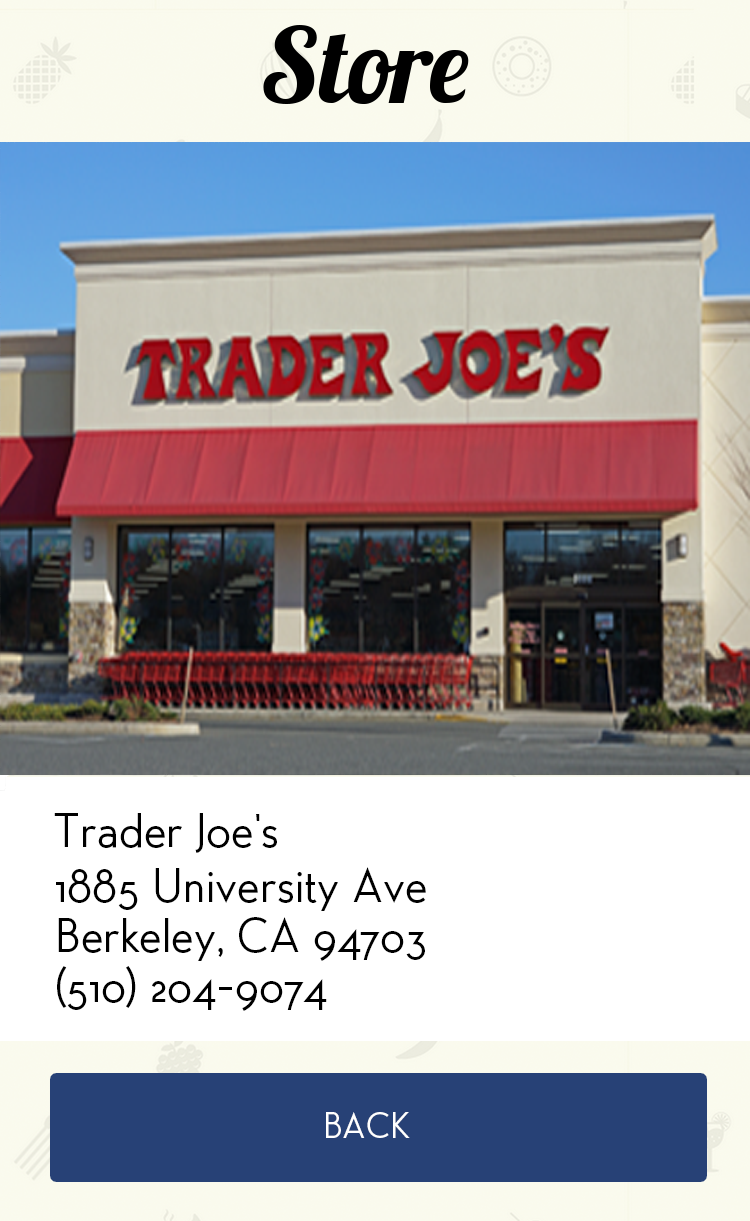 Store
TRADER JOE'S
Trader Joe's
1885 University Ave
Berkeley, CA 94703
(510) 204-9074
BACK